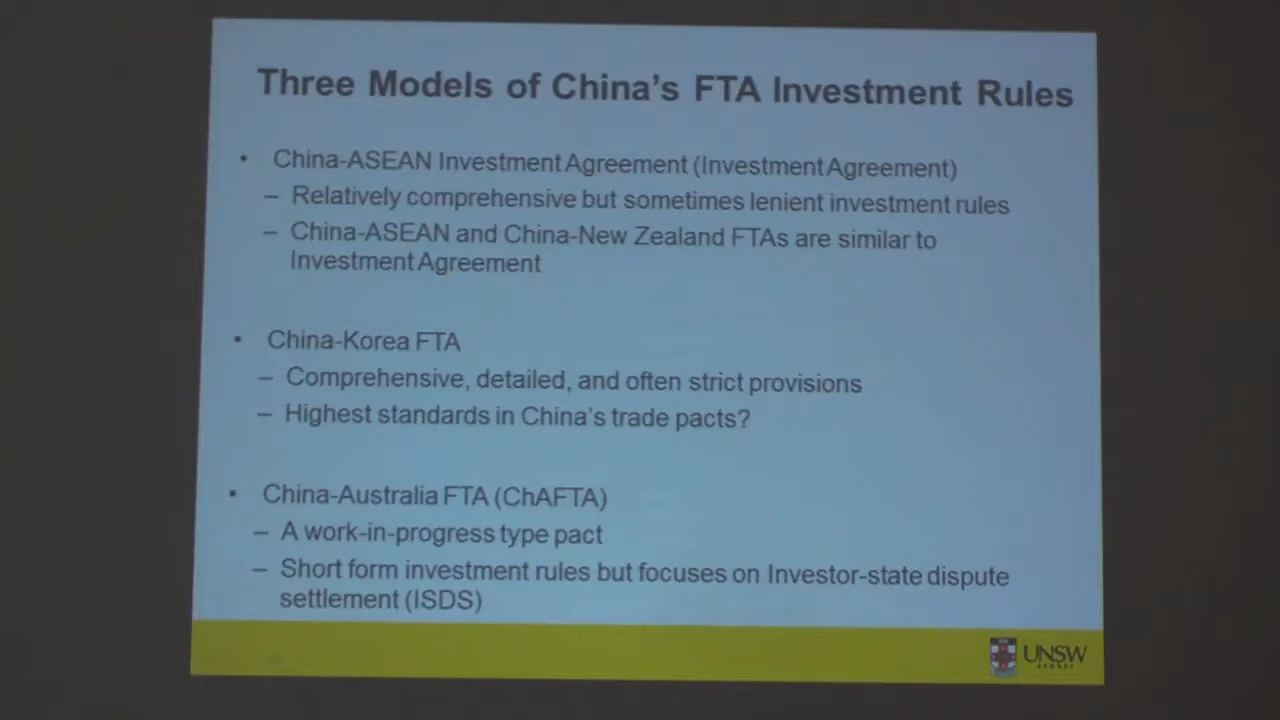 Three Models of China's FTA Investment Rules
• China-ASEAN Investment Agreement (Investment Agreement)
– Relatively comprehensive but sometimes lenient investment rules
– China-ASEAN and China-New Zealand FTAs are similar to
Investment Agreement
• China-Korea FTA
– Comprehensive, detailed, and often strict provisions
– Highest standards in China's trade pacts?
• China-Australia FTA (ChAFTA)
– A work-in-progress type pact
– Short form investment rules but focuses on Investor-state dispute
settlement (ISDS)
UNSW
SYDNEY